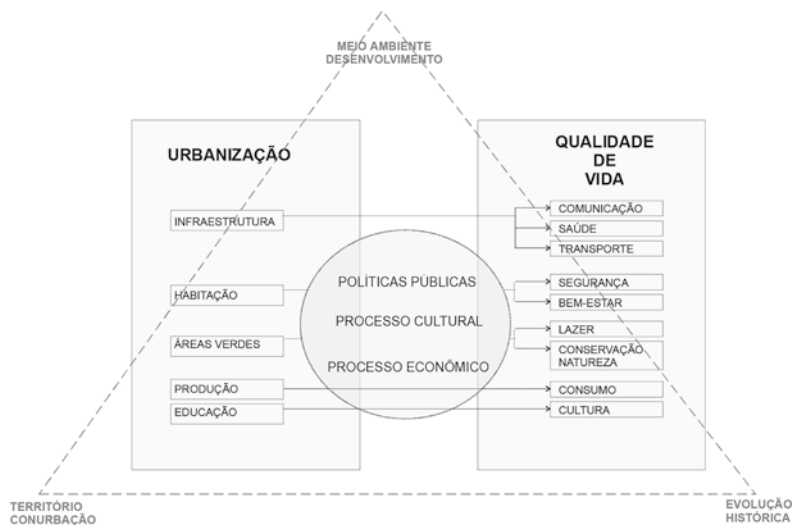 MEIO AMBIENTE
DESENVOLVIMENTO
URBANIZAÇÃO
INFRAESTRUTURA
HABITAÇÃO
ÁREAS VERDES
PRODUÇÃO
EDUCAÇÃO
POLÍTICAS PÚBLICAS
PROCESSO CULTURAL
PROCESSO ECONÔMICO
QUALIDADE
DE
VIDA
COMUNICAÇÃO
SAÚDE
TRANSPORTE
SEGURANÇA
BEM-ESTAR
LAZER
CONSERVAÇÃO
NATUREZA
CONSUMO
CULTURA
TERRITÓRIO
CONURBAÇÃO
EVOLUÇÃO
HISTÓRICA